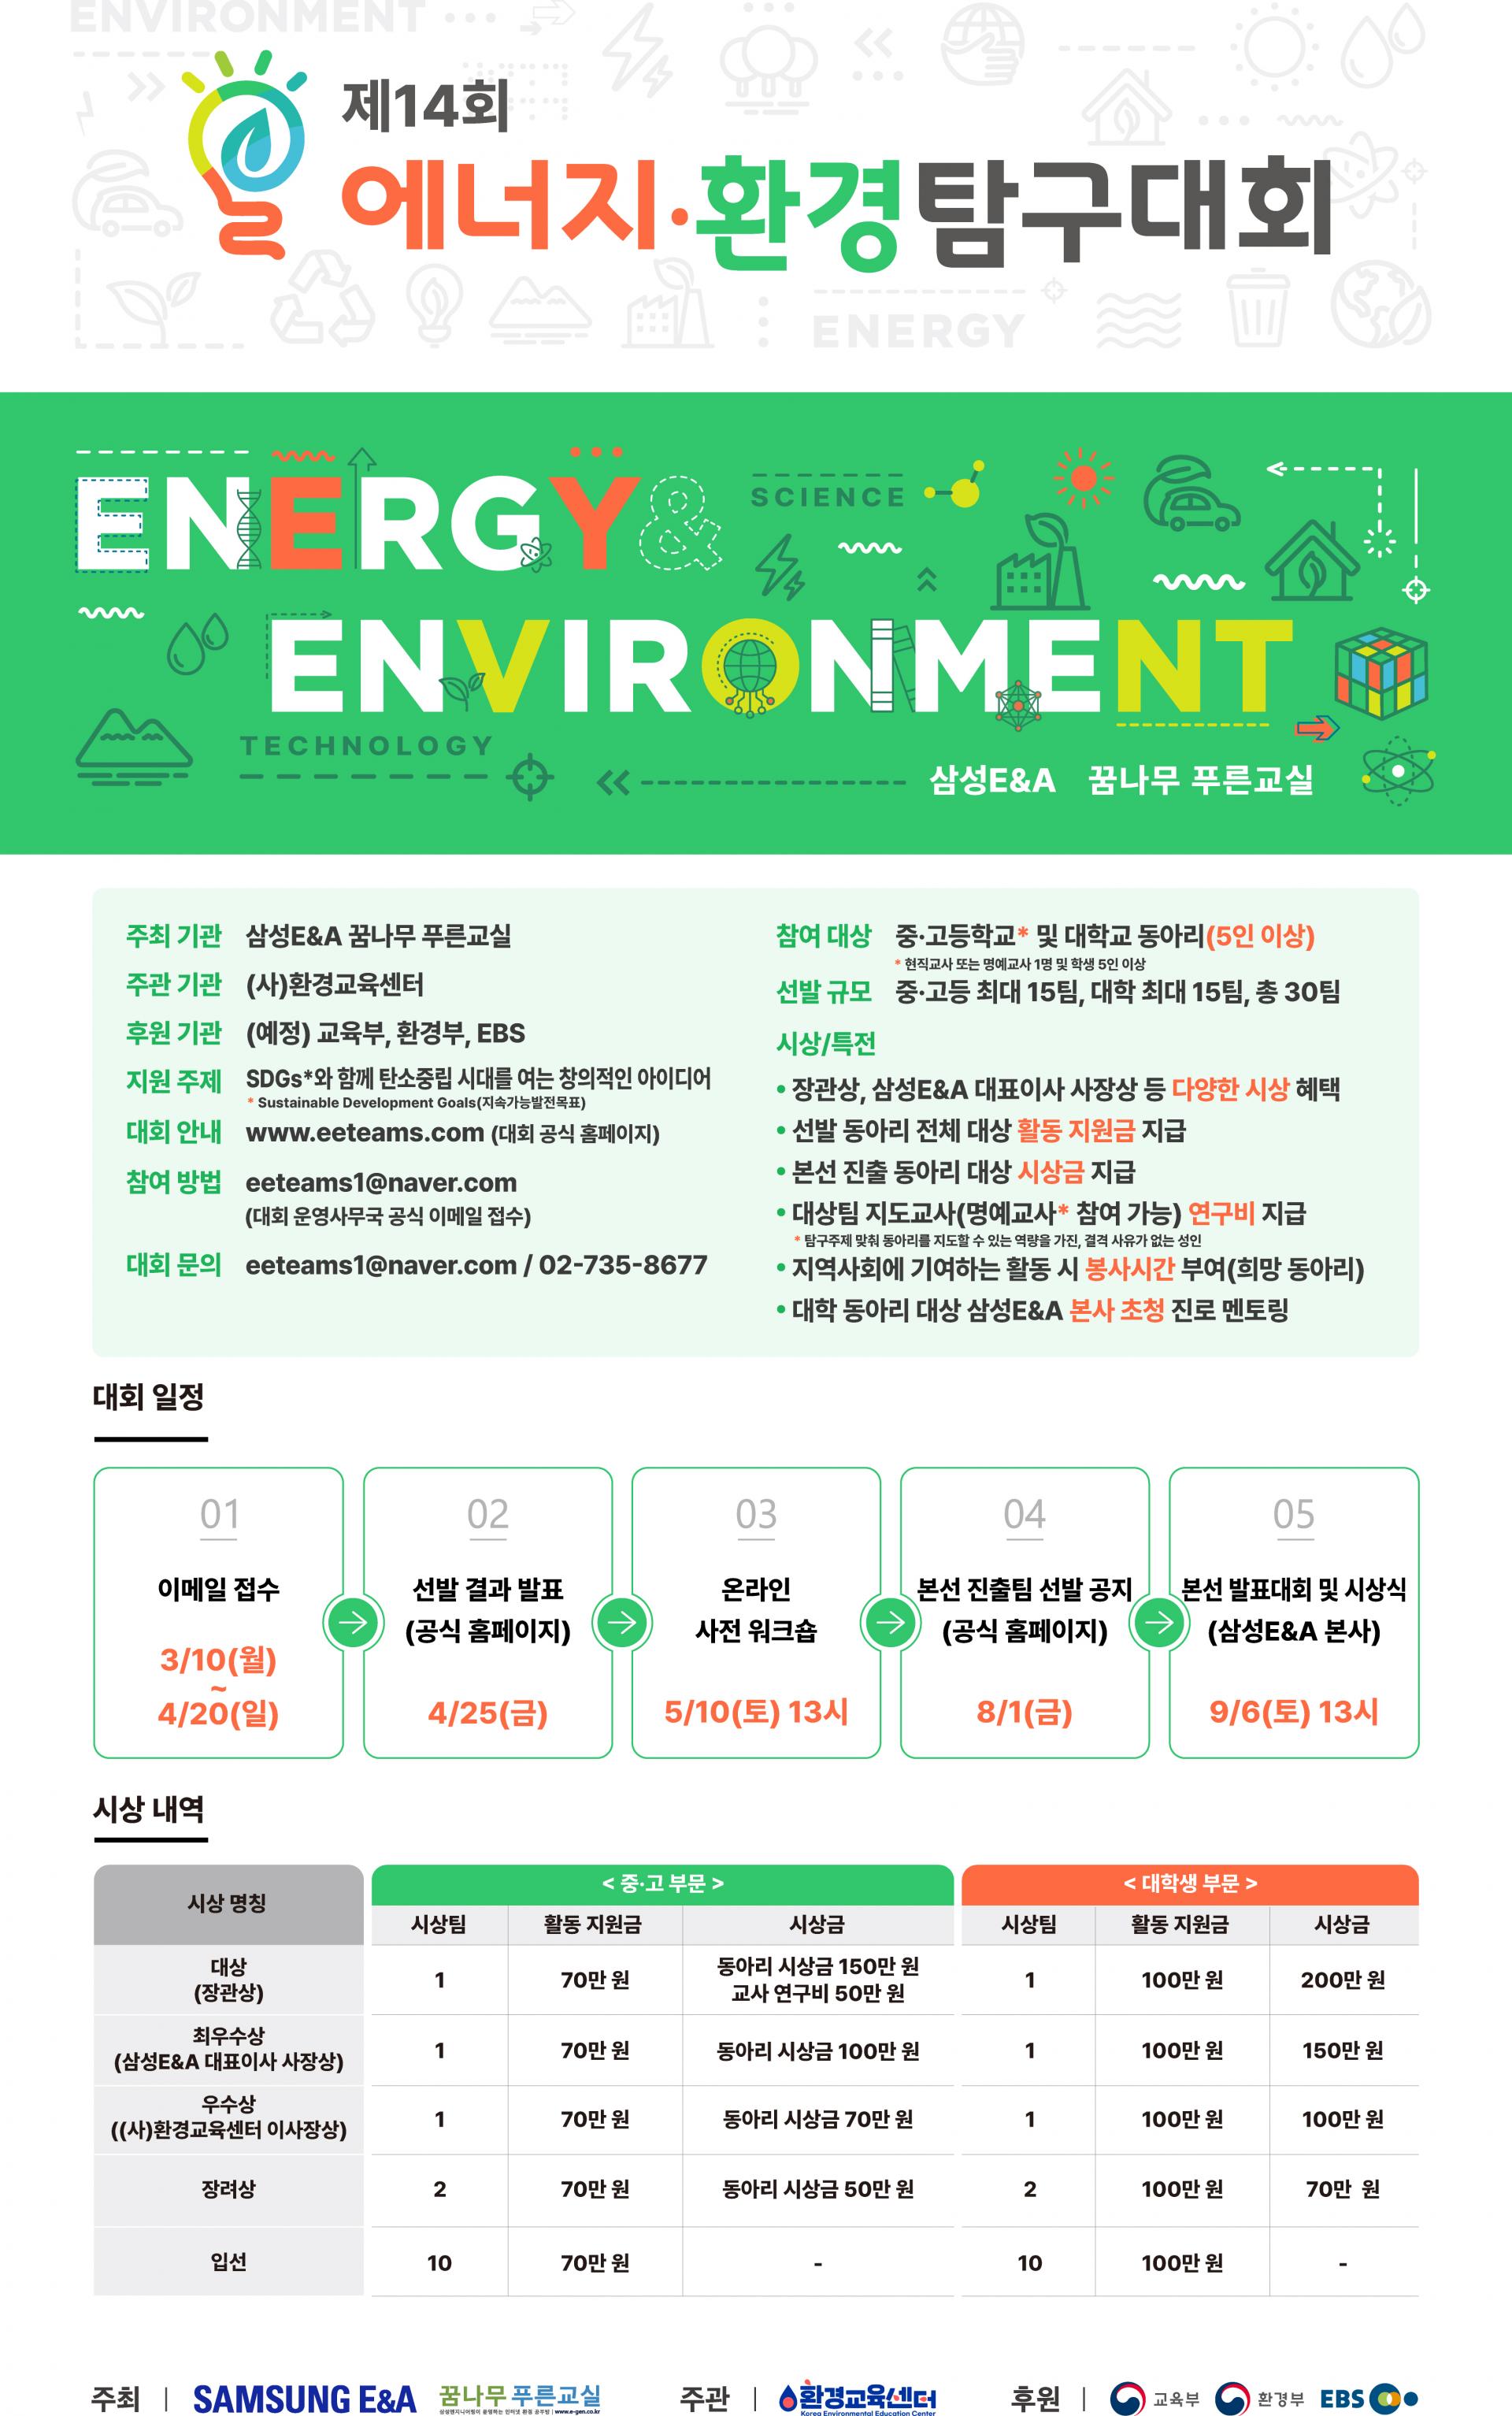 ENVIRONMENT
제14회
에너지·환경탐구대회
ENERGY
ENERGY&
SCIENCE
ENVIRONMENT
TECHNOLOGY
삼성E&A 꿈나무 푸른교실
주최 기관 삼성E&A 꿈나무 푸른교실
주관 기관 (사)환경교육센터
후원 기관 (예정) 교육부, 환경부, EBS
지원 주제 SDGs*와 함께 탄소중립 시대를 여는 창의적인 아이디어
* Sustainable Development Goals(지속가능발전목표)
대회 안내 www.eeteams.com (대회 공식 홈페이지)
참여 방법 eeteams1@naver.com
(대회 운영사무국 공식 이메일 접수)
대회 문의 eeteams1@naver.com / 02-735-8677
참여 대상 중·고등학교* 및 대학교 동아리(5인 이상)
* 현직교사 또는 명예교사 1명 및 학생 5인 이상
선발 규모 중·고등 최대 15팀, 대학 최대 15팀, 총 30팀
시상/특전
• 장관상, 삼성E&A 대표이사 사장상 등 다양한 시상 혜택
• 선발 동아리 전체 대상 활동 지원금 지급
• 본선 진출 동아리 대상 시상금 지급
• 대상팀 지도교사(명예교사* 참여 가능) 연구비 지급
* 탐구주제 맞춰 동아리를 지도할 수 있는 역량을 가진, 결격 사유가 없는 성인
• 지역사회에 기여하는 활동 시 봉사시간 부여(희망 동아리)
• 대학 동아리 대상 삼성E&A 본사 초청 진로 멘토링
대회 일정
01
이메일 접수
3/10(월)
~
4/20(일)
02
선발 결과 발표
(공식 홈페이지)
4/25(금)
03
온라인
사전 워크숍
5/10(토) 13시
04
본선 진출팀 선발 공지
(공식 홈페이지)
8/1(금)
05
본선 발표대회 및 시상식
(삼성E&A 본사)
9/6(토) 13시
시상 내역
시상 명칭 < 중·고 부문 > < 대학생 부문 >
시상팀 활동 지원금 시상금 시상팀 활동 지원금 시상금
대상
(장관상) 1 70만 원 동아리 시상금 150만 원
교사 연구비 50만 원 1 100만 원 200만 원
최우수상
(삼성E&A 대표이사 사장상) 1 70만 원 동아리 시상금 100만 원 1 100만 원 150만 원
우수상
((사)환경교육센터 이사장상) 1 70만 원 동아리 시상금 70만 원 1 100만 원 100만 원
장려상 2 70만 원 동아리 시상금 50만 원 2 100만 원 70만 원
입선 10 70만 원 - 10 100만 원 -
주최 | SAMSUNG E&A 꿈나무 푸른교실
삼성엔지니어링이 운영하는 인터넷 환경 공부방 | www.e-gen.co.kr
주관 | 환경교육센터
Korea Environmental Education Center
후원 | 교육부 환경부 EBS